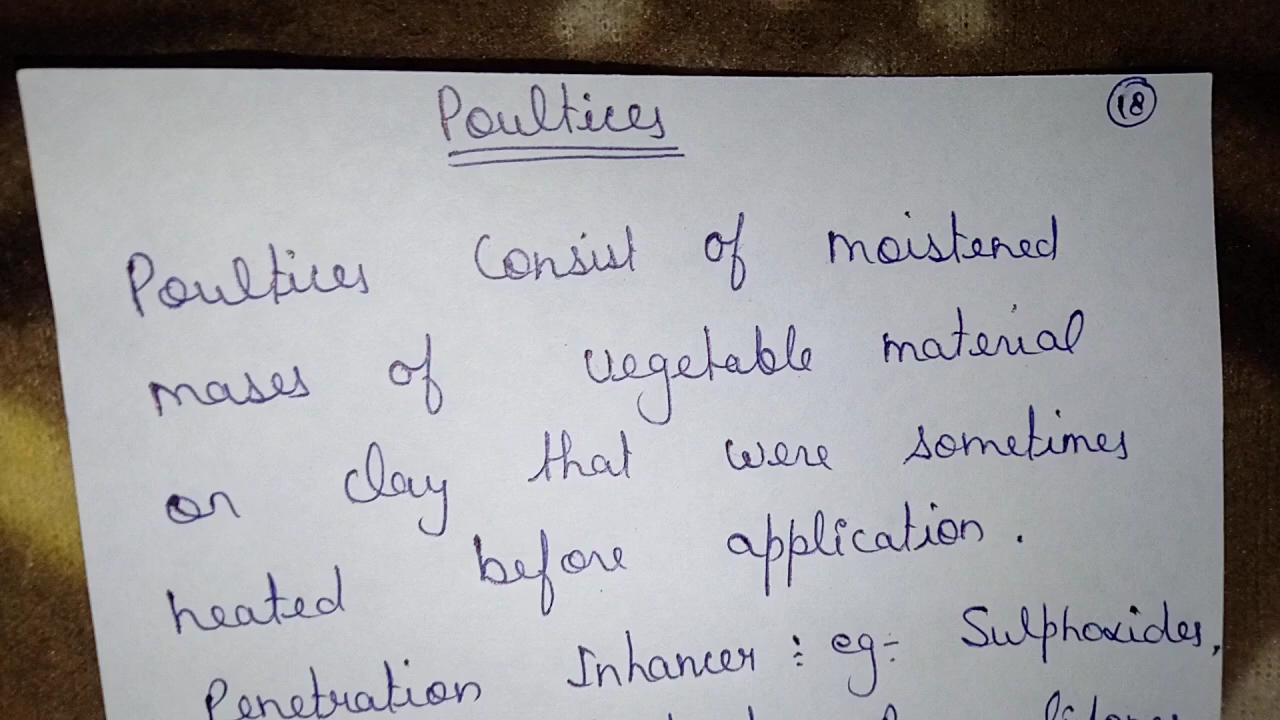 Poultices
18
Poultices Consist of moistened
mases of vegetable material
or clay that were sometimes
heated before application.
Penetration Inhancer : eg:- Sulphoxides,